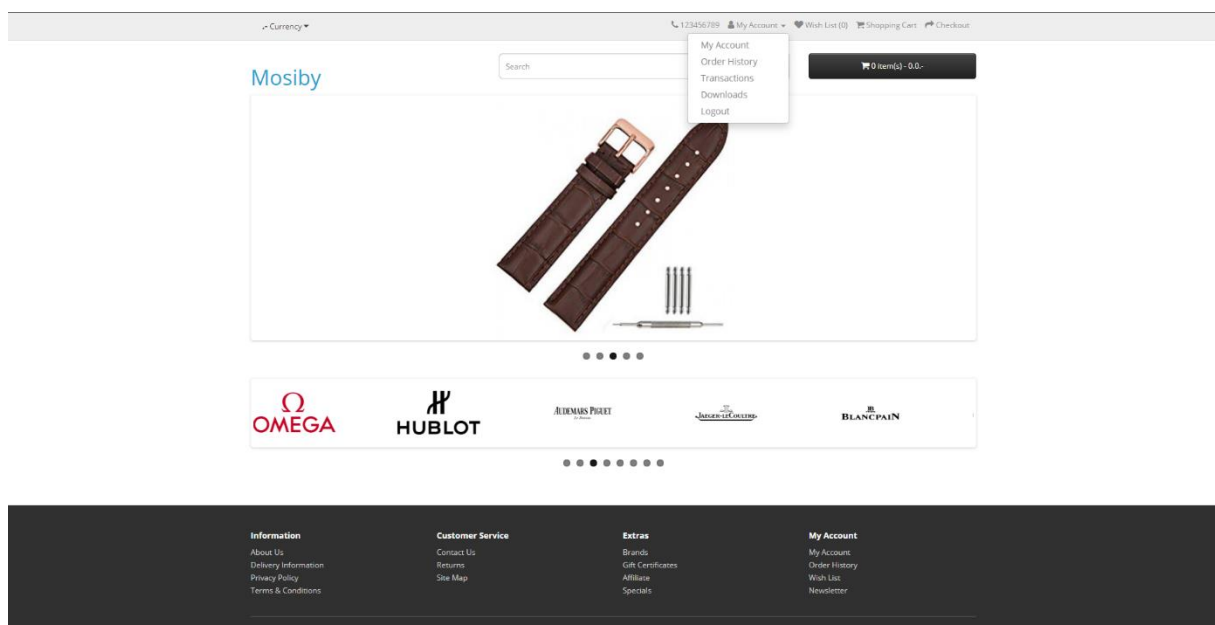 .- Currency
123456789 My Account Wish List (0) Shopping Cart Checkout
My Account
Order History
Transactions
Downloads
Logout
Mosiby
Search
0 item(s) - 0.0.-
Ω
OMEGA
HUBLOT
AUDEMARS PIGUET
Le Brassus
JAEGER-LECOULTRE
BLANCPAIN
Information
About Us
Delivery Information
Privacy Policy
Terms & Conditions
Customer Service
Contact Us
Returns
Site Map
Extras
Brands
Gift Certificates
Affiliate
Specials
My Account
My Account
Order History
Wish List
Newsletter